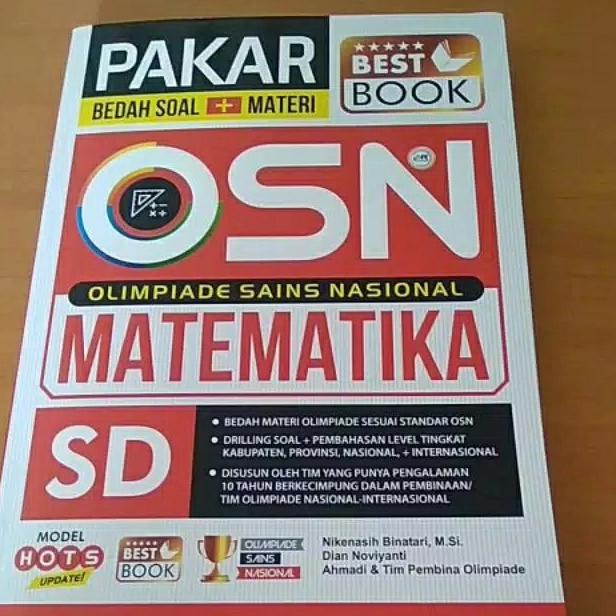 PAKAR
BEDAH SOAL + MATERI
BEST
BOOK
OSN
OLIMPIADE SAINS NASIONAL
MATEMATIKA
SD
• BEDAH MATERI OLIMPIADE SESUAI STANDAR OSN
• DRILLING SOAL + PEMBAHASAN LEVEL TINGKAT
KABUPATEN, PROVINSI, NASIONAL, + INTERNASIONAL
• DISUSUN OLEH TIM YANG PUNYA PENGALAMAN
10 TAHUN BERKECIMPUNG DALAM PEMBINAAN/
TIM OLIMPIADE NASIONAL-INTERNASIONAL
MODEL
HOTS
UPDATE!
BEST
BOOK
OLIMPIADE
SAINS
NASIONAL
Nikenasih Binatari, M.Si.
Dian Noviyanti
Ahmadi & Tim Pembina Olimpiade